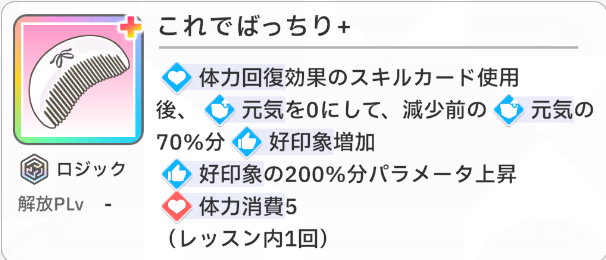 これでばっちり+
体力回復効果のスキルカード使用
後、元気を0にして、減少前の元気の
70%分好印象増加
好印象の200%分パラメータ上昇
体力消費5
（レッスン内1回）
ロジック
解放PLv -